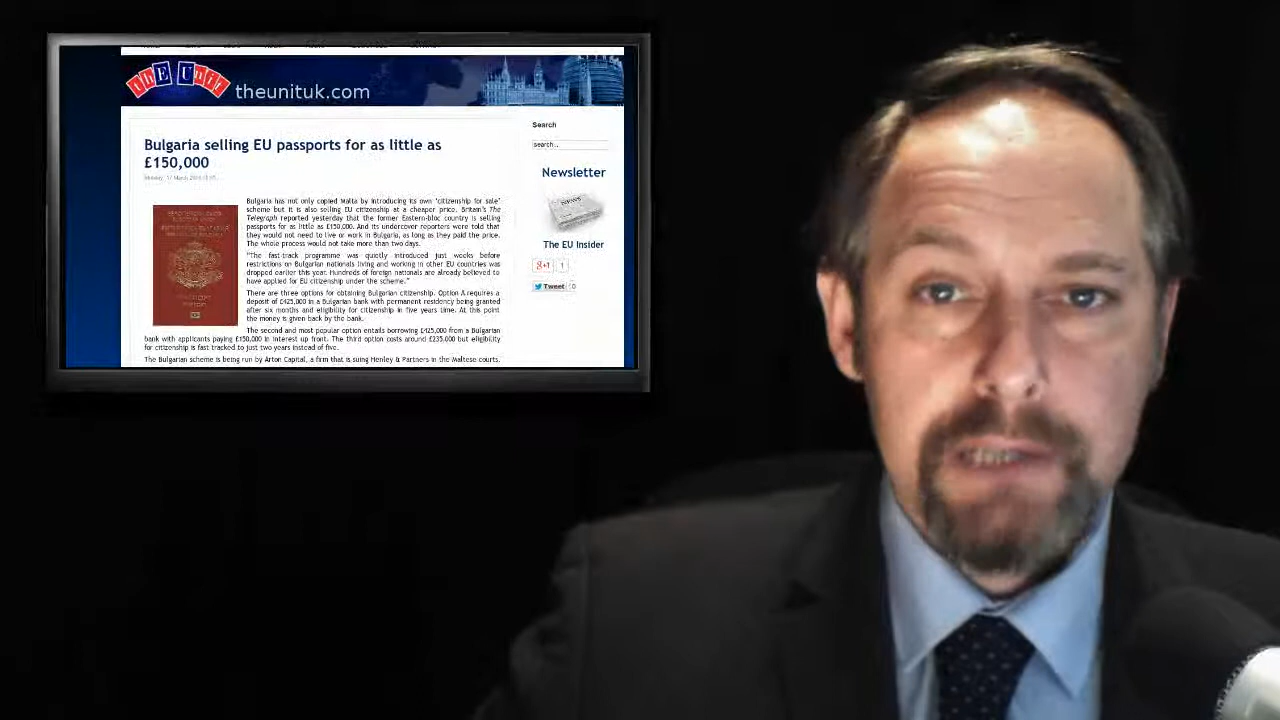 the Unit
theunituk.com
Bulgaria selling EU passports for as little as
£150,000
Monday, 17 March 2014
Search
search...
Newsletter
NEWS
The EU Insider
g+1 1
Tweet 0
Bulgaria has not only copied Malta by introducing its own 'citizenship for sale'
scheme but it is also selling EU citizenship at a cheaper price. Britain's The
Telegraph reported yesterday that the former Eastern-bloc country is selling
passports for as little as £150,000. And its undercover reporters were told that
they would not need to live or work in Bulgaria, as long as they paid the price.
The whole process would not take more than two days.
"The fast-track programme was quietly introduced just weeks before
restrictions on Bulgarian nationals living and working in other EU countries was
dropped earlier this year. Hundreds of foreign nationals are already believed to
have applied for EU citizenship under the scheme."
There are three options for obtaining Bulgarian citizenship. Option A requires a
deposit of £425,000 in a Bulgarian bank with permanent residency being granted
after six months and eligibility for citizenship in five years time. At this point
the money is given back by the bank.
The second and most popular option entails borrowing £425,000 from a Bulgarian
bank with applicants paying £150,000 in interest up front. The third option costs around £235,000 but eligibility
for citizenship is fast tracked to just two years instead of five.
The Bulgarian scheme is being run by Arton Capital, a firm that is suing Henley & Partners in the Maltese courts.